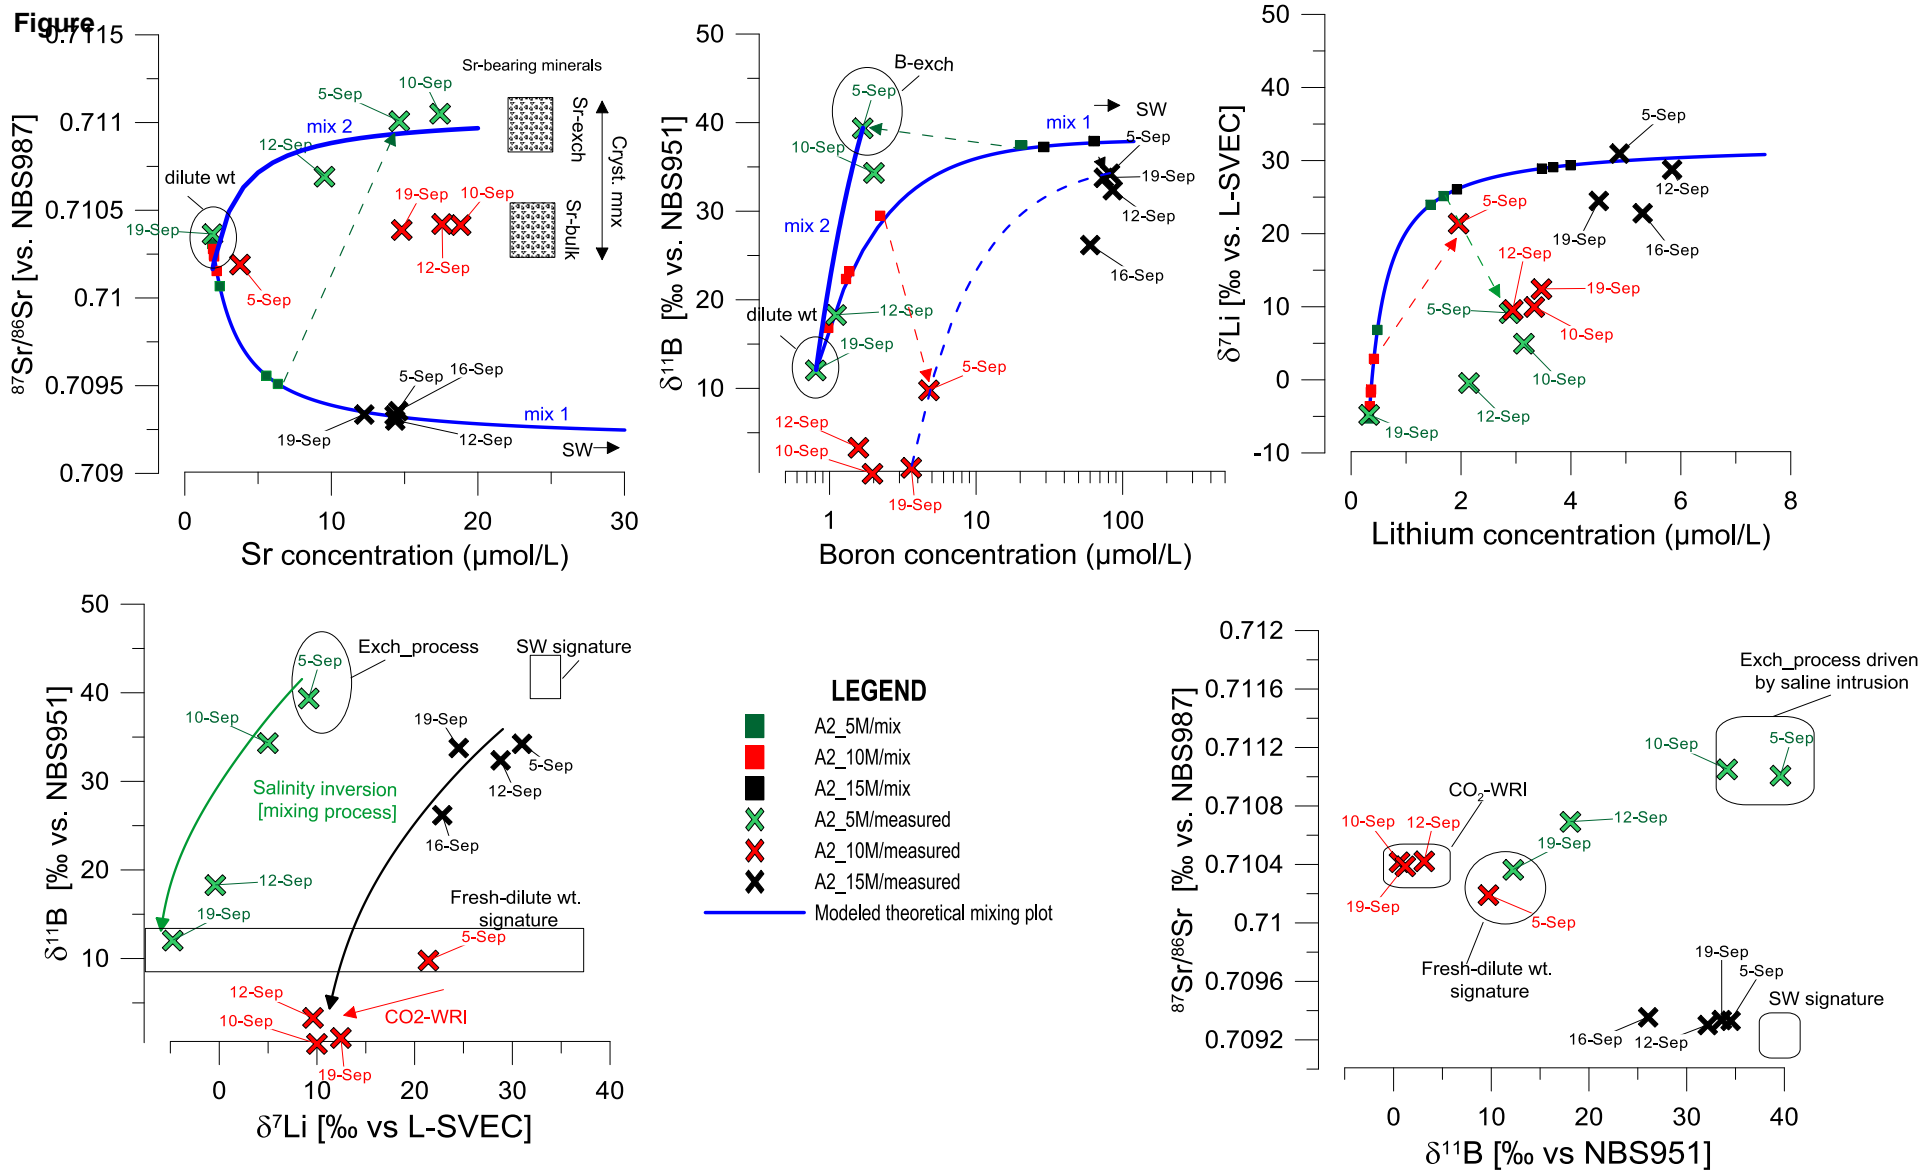 Figure
0.7115
0.711
0.7105
0.71
0.7095
0.709
⁸⁷Sr/⁸⁶Sr [vs. NBS987]
0
10
20
30
Sr concentration (µmol/L)
Sr-bearing minerals
Sr-exch
Sr-bulk
Cryst. mnx
5-Sep
10-Sep
mix 2
12-Sep
dilute wt
19-Sep
19-Sep
10-Sep
12-Sep
5-Sep
5-Sep
16-Sep
19-Sep
12-Sep
mix 1
SW
50
40
30
20
10
δ¹¹B [‰ vs. NBS951]
1
10
100
Boron concentration (µmol/L)
B-exch
5-Sep
SW
mix 1
10-Sep
5-Sep
19-Sep
12-Sep
mix 2
16-Sep
dilute wt
12-Sep
19-Sep
5-Sep
12-Sep
10-Sep
19-Sep
50
40
30
20
10
0
-10
δ⁷Li [‰ vs. L-SVEC]
0
2
4
6
8
Lithium concentration (µmol/L)
5-Sep
12-Sep
5-Sep
19-Sep
16-Sep
12-Sep
19-Sep
5-Sep
10-Sep
10-Sep
12-Sep
19-Sep
50
40
30
20
10
δ¹¹B [‰ vs. NBS951]
0
10
20
30
40
δ⁷Li [‰ vs L-SVEC]
Exch_process
SW signature
5-Sep
10-Sep
19-Sep
5-Sep
12-Sep
Salinity inversion
[mixing process]
16-Sep
12-Sep
Fresh-dilute wt.
signature
19-Sep
5-Sep
12-Sep
10-Sep
CO2-WRI
19-Sep
LEGEND
A2_5M/mix
A2_10M/mix
A2_15M/mix
A2_5M/measured
A2_10M/measured
A2_15M/measured
Modeled theoretical mixing plot
0.712
0.7116
0.7112
0.7108
0.7104
0.71
0.7096
0.7092
⁸⁷Sr/⁸⁶Sr [‰ vs. NBS987]
0
10
20
30
40
δ¹¹B [‰ vs NBS951]
Exch_process driven
by saline intrusion
10-Sep
5-Sep
CO₂-WRI
10-Sep
12-Sep
12-Sep
19-Sep
19-Sep
5-Sep
Fresh-dilute wt.
signature
19-Sep
5-Sep
SW signature
16-Sep
12-Sep